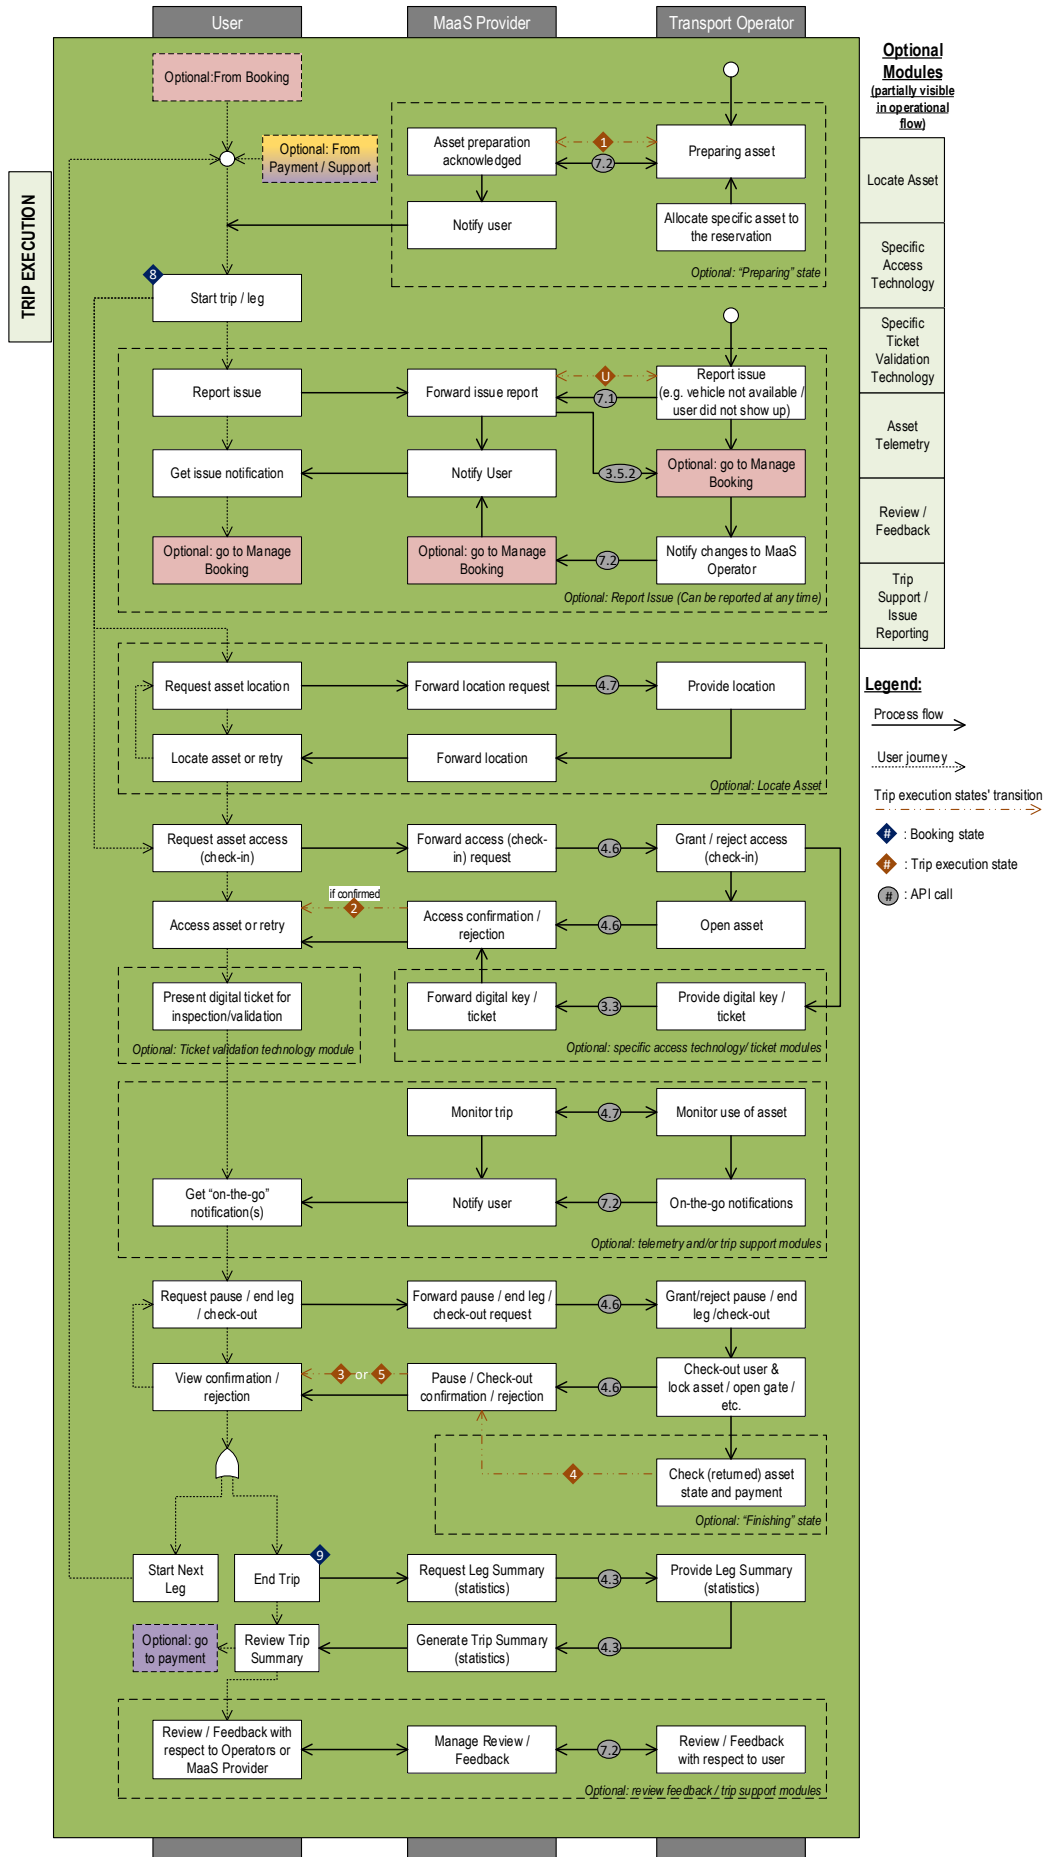 User
MaaS Provider
Transport Operator
TRIP EXECUTION
Optional:From Booking
Optional: From
Payment / Support
Asset preparation
acknowledged
1
7.2
Preparing asset
Notify user
Allocate specific asset to
the reservation
Optional: “Preparing” state
8
Start trip / leg
Report issue
Forward issue report
U
7.1
Report issue
(e.g. vehicle not available /
user did not show up)
Get issue notification
Notify User
3.5.2
Optional: go to Manage
Booking
Optional: go to Manage
Booking
Optional: go to Manage
Booking
7.2
Notify changes to MaaS
Operator
Optional: Report Issue (Can be reported at any time)
Request asset location
Forward location request
4.7
Provide location
Locate asset or retry
Forward location
Optional: Locate Asset
Request asset access
(check-in)
Forward access (check-
in) request
4.6
Grant / reject access
(check-in)
if confirmed
2
Access asset or retry
Access confirmation /
rejection
4.6
Open asset
Present digital ticket for
inspection/validation
Optional: Ticket validation technology module
Forward digital key /
ticket
3.3
Provide digital key /
ticket
Optional: specific access technology/ ticket modules
Monitor trip
4.7
Monitor use of asset
Get “on-the-go”
notification(s)
Notify user
7.2
On-the-go notifications
Optional: telemetry and/or trip support modules
Request pause / end leg
/ check-out
Forward pause / end leg /
check-out request
4.6
Grant/reject pause / end
leg /check-out
View confirmation /
rejection
3 or 5
Pause / Check-out
confirmation / rejection
4.6
Check-out user &
lock asset / open gate /
etc.
4
Check (returned) asset
state and payment
Optional: “Finishing” state
Start Next
Leg
9
End Trip
Request Leg Summary
(statistics)
4.3
Provide Leg Summary
(statistics)
Optional: go
to payment
Review Trip
Summary
Generate Trip Summary
(statistics)
4.3
Review / Feedback with
respect to Operators or
MaaS Provider
Manage Review /
Feedback
7.2
Review / Feedback
with respect to user
Optional: review feedback / trip support modules
Optional
Modules
(partially visible
in operational
flow)
Locate Asset
Specific
Access
Technology
Specific
Ticket
Validation
Technology
Asset
Telemetry
Review /
Feedback
Trip
Support /
Issue
Reporting
Legend:
Process flow
User journey
Trip execution states' transition
# : Booking state
# : Trip execution state
# : API call